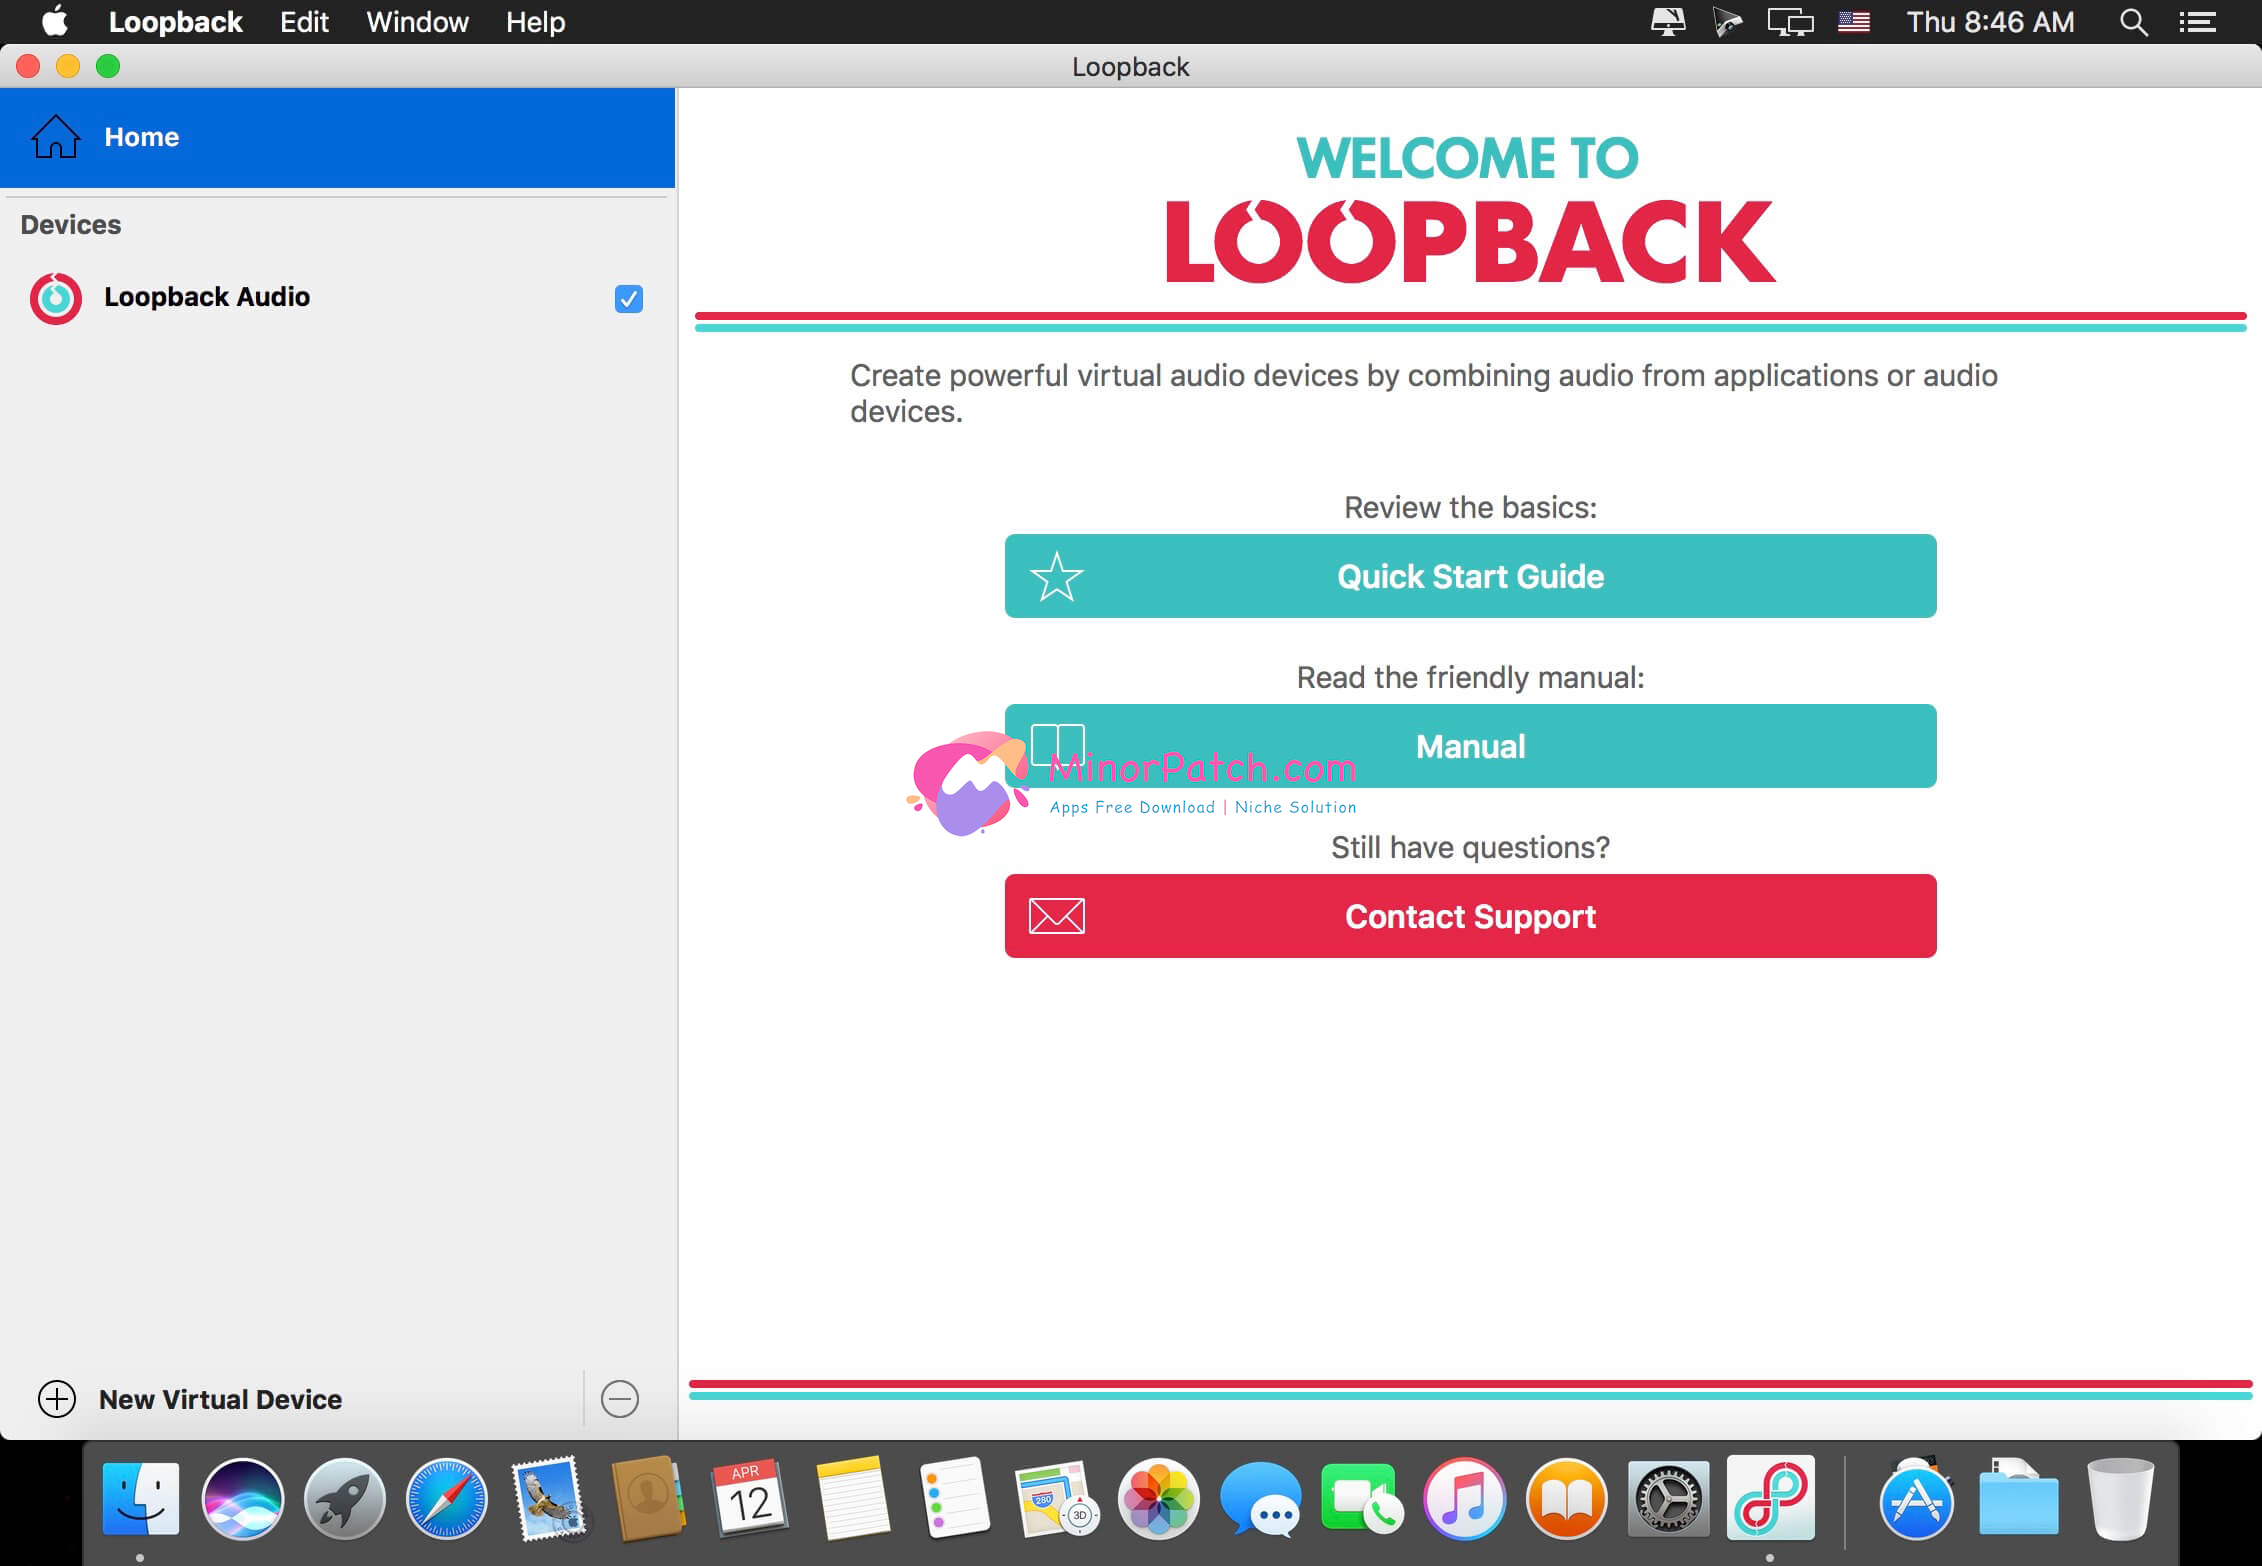 Loopback Edit Window Help Thu 8:46 AM
Loopback
Home
Devices
Loopback Audio
WELCOME TO
LOOPBACK
Create powerful virtual audio devices by combining audio from applications or audio
devices.
Review the basics:
Quick Start Guide
Read the friendly manual:
Manual
MinorPatch.com
Apps Free Download | Niche Solution
Still have questions?
Contact Support
New Virtual Device
APR
12
280
3D